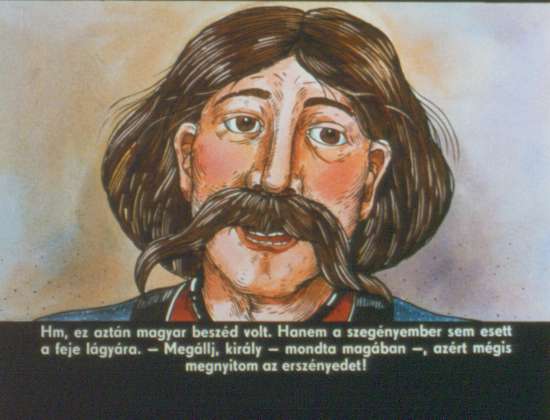 Hm, ez aztán magyar beszéd volt. Hanem a szegényember sem esett
a feje lágyára. — Megállj, király — mondta magában —, azért mégis
megnyitom az erszényedet!